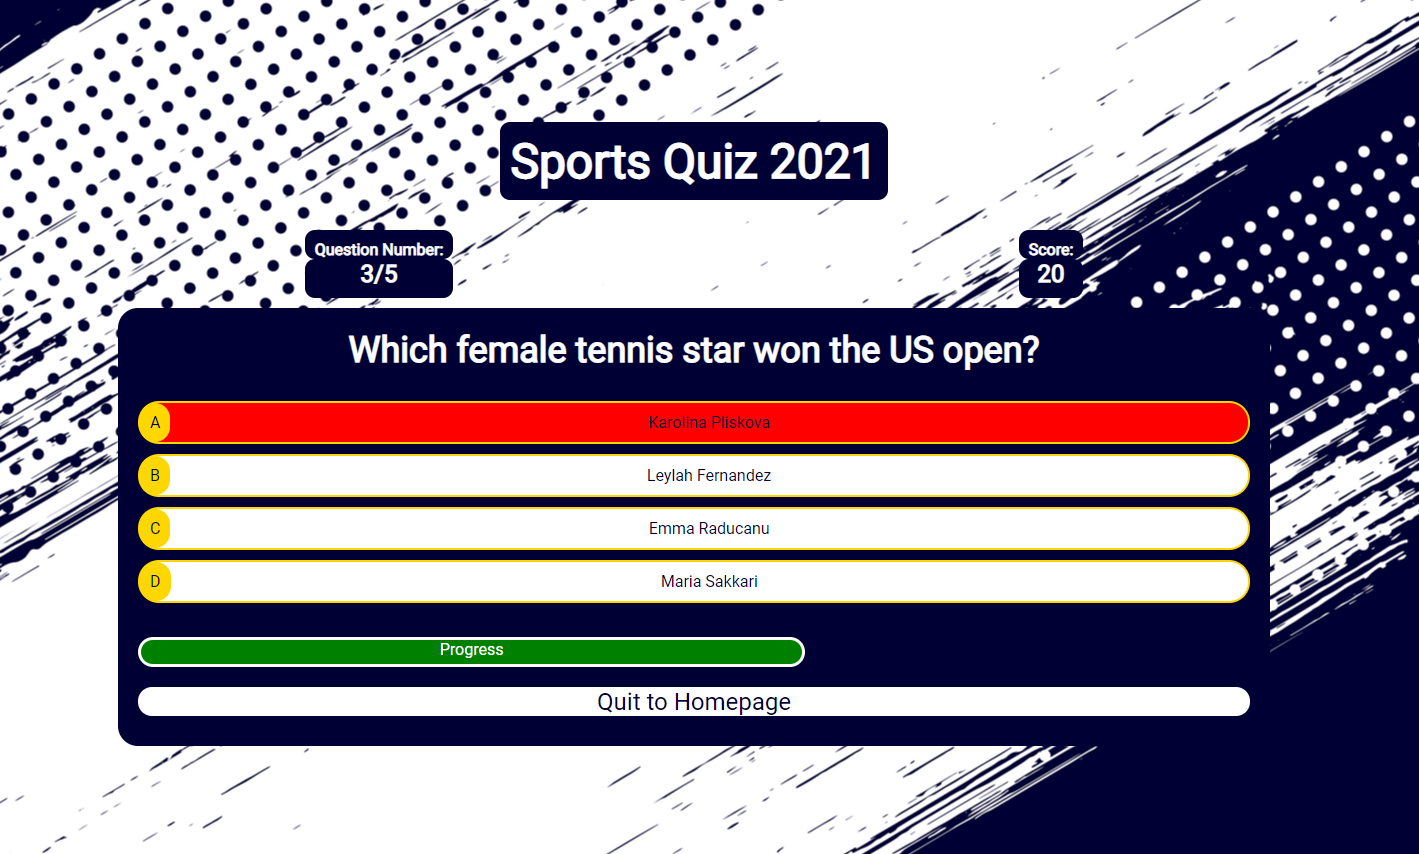 Sports Quiz 2021
Question Number:
3/5
Score:
20
Which female tennis star won the US open?
A Karolina Pliskova
B Leylah Fernandez
C Emma Raducanu
D Maria Sakkari
Progress
Quit to Homepage